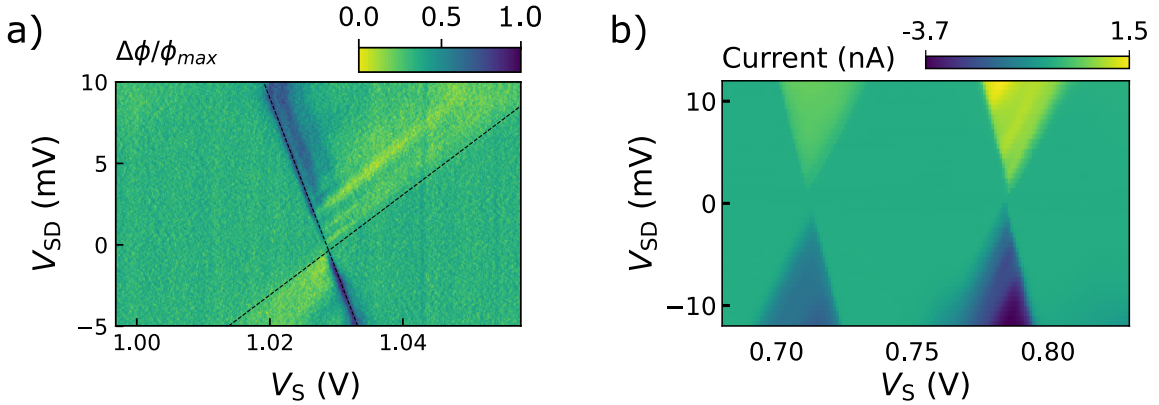 a)
Δϕ/ϕmax
0.0 0.5 1.0
10
5
0
−5
VSD (mV)
1.00 1.02 1.04
VS (V)
b)
Current (nA)
-3.7 1.5
10
0
−10
VSD (mV)
0.70 0.75 0.80
VS (V)